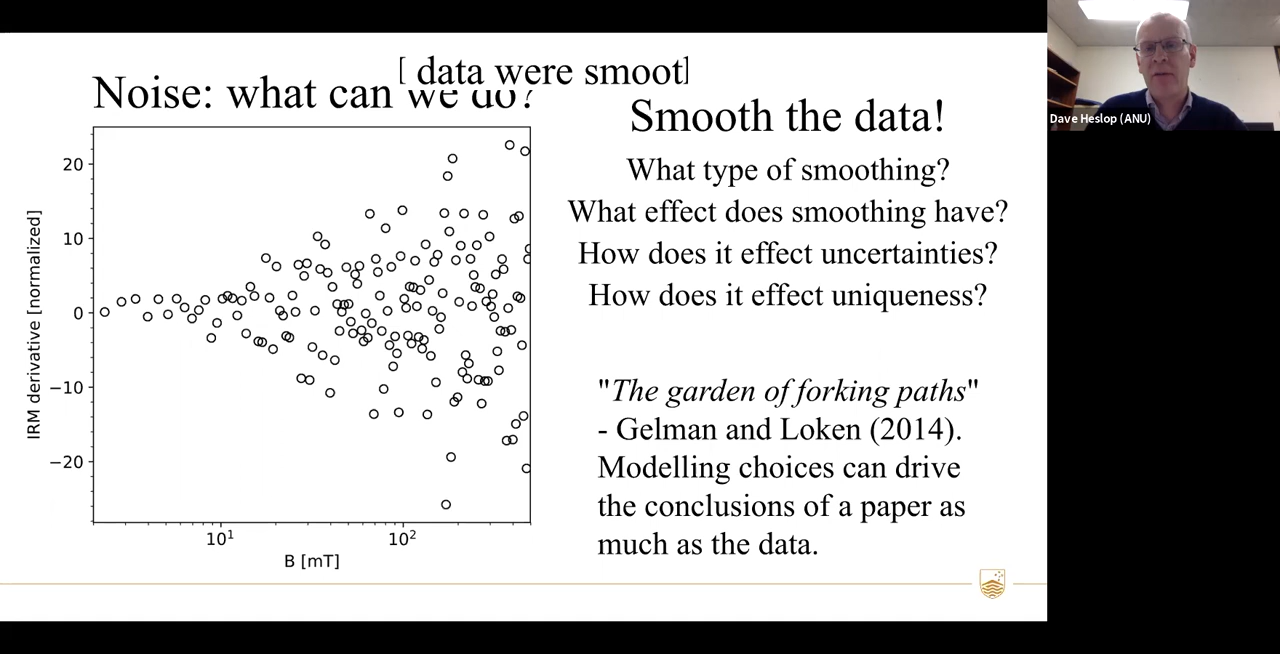 [ data were smoot]
Noise: what can we do?
Smooth the data!
What type of smoothing?
What effect does smoothing have?
How does it effect uncertainties?
How does it effect uniqueness?
"The garden of forking paths"
- Gelman and Loken (2014).
Modelling choices can drive
the conclusions of a paper as
much as the data.
IRM derivative [normalized]
20
10
0
−10
−20
10¹
10²
B [mT]
Dave Heslop (ANU)